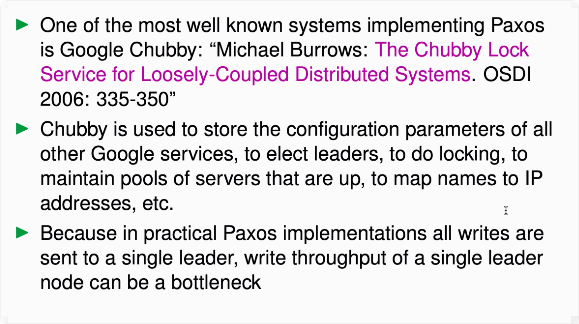 One of the most well known systems implementing Paxos
is Google Chubby: “Michael Burrows: The Chubby Lock
Service for Loosely-Coupled Distributed Systems. OSDI
2006: 335-350”
Chubby is used to store the configuration parameters of all
other Google services, to elect leaders, to do locking, to
maintain pools of servers that are up, to map names to IP
addresses, etc.
Because in practical Paxos implementations all writes are
sent to a single leader, write throughput of a single leader
node can be a bottleneck